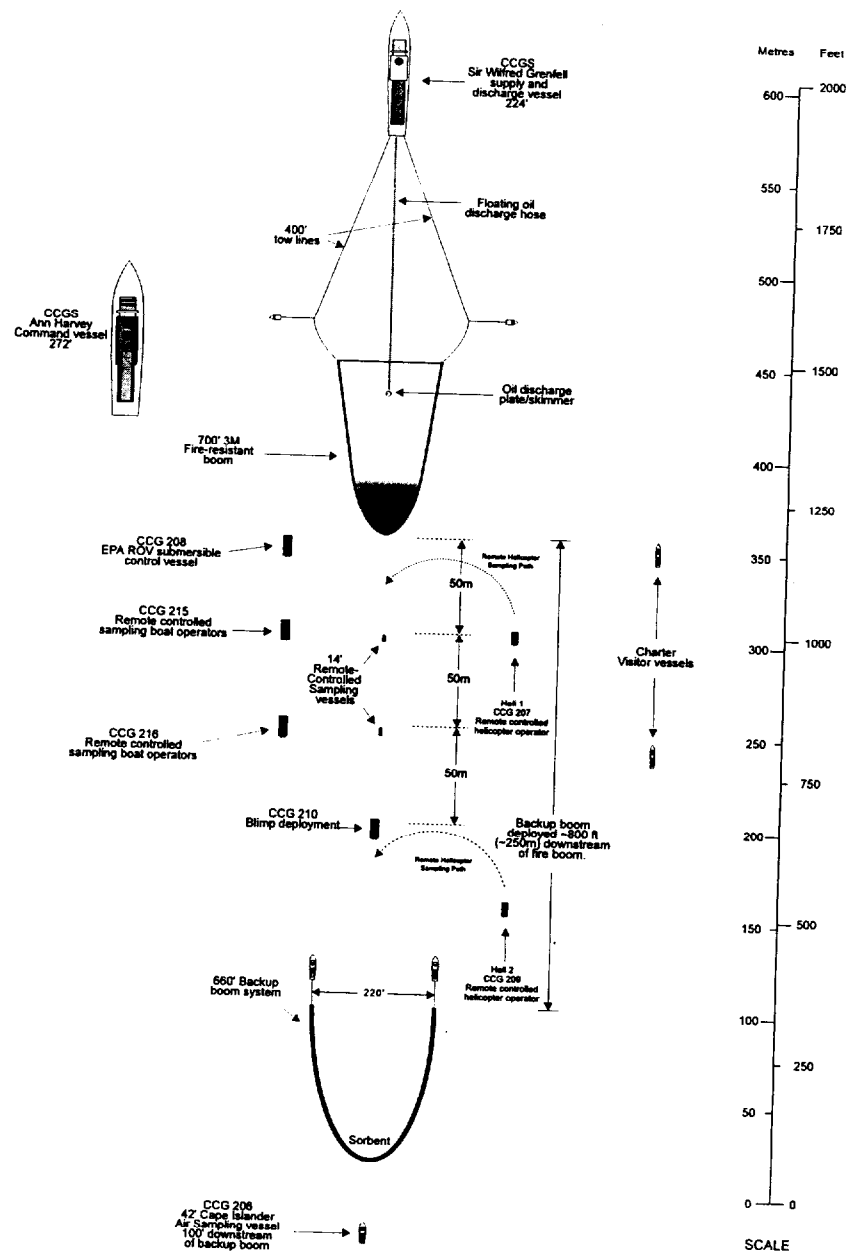 Metres Feet
CCGS
Sir Wilfred Grenfell
supply and
discharge vessel
224'
600 2000
550
Floating oil
discharge hose
400'
tow lines
1750
500
CCGS
Ann Harvey
Command vessel
272'
450 1500
Oil discharge
plate/skimmer
700' 3M
Fire-resistant
boom
400
1250
CCG 208
EPA ROV submersible
control vessel
Remote Helicopter
Sampling Path
350
50m
CCG 215
Remote controlled
sampling boat operators
14'
Remote-
Controlled
Sampling
vessels
300 1000
Charter
Visitor vessels
50m
Heli 1
CCG 207
Remote controlled
helicopter operator
CCG 216
Remote controlled
sampling boat operators
250
50m
750
CCG 210
Blimp deployment
Backup boom
deployed ~800 ft
(~250m) downstream
of fire boom.
200
Remote Helicopter
Sampling Path
150 500
Heli 2
CCG 209
Remote controlled
helicopter operator
660' Backup
boom system
220'
100
250
50
Sorbent
CCG 206
42' Cape Islander
Air Sampling vessel
100' downstream
of backup boom
0 0
SCALE